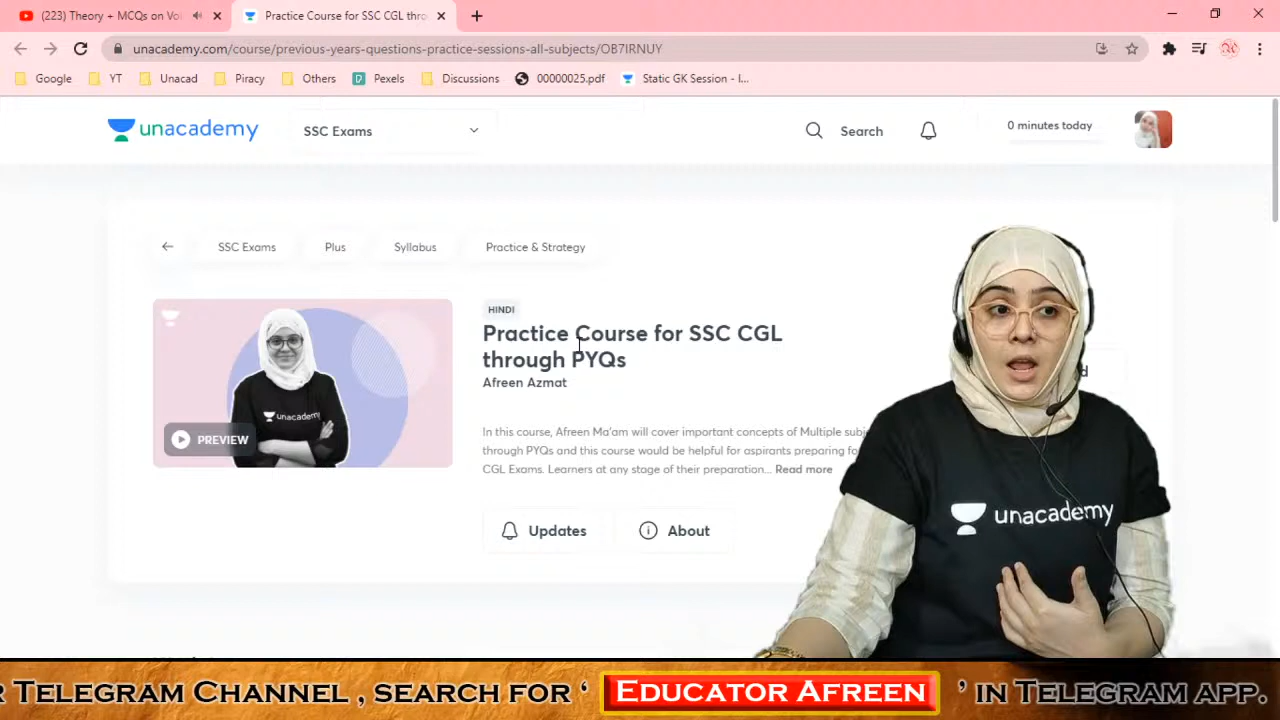 (223) Theory + MCQs on Vo
Practice Course for SSC CGL thro
unacademy.com/course/previous-years-questions-practice-sessions-all-subjects/OB7IRNUY
Google YT Unacad Piracy Others Pexels Discussions 00000025.pdf Static GK Session - I...
unacademy
SSC Exams
Search
0 minutes today
SSC Exams Plus Syllabus Practice & Strategy
HINDI
Practice Course for SSC CGL
through PYQs
Afreen Azmat
In this course, Afreen Ma'am will cover important concepts of Multiple subj
through PYQs and this course would be helpful for aspirants preparing fo
CGL Exams. Learners at any stage of their preparation... Read more
unacademy
PREVIEW
Updates
About
unacademy
R TELEGRAM CHANNEL , SEARCH FOR ‘ EDUCATOR AFREEN ’ IN TELEGRAM APP.